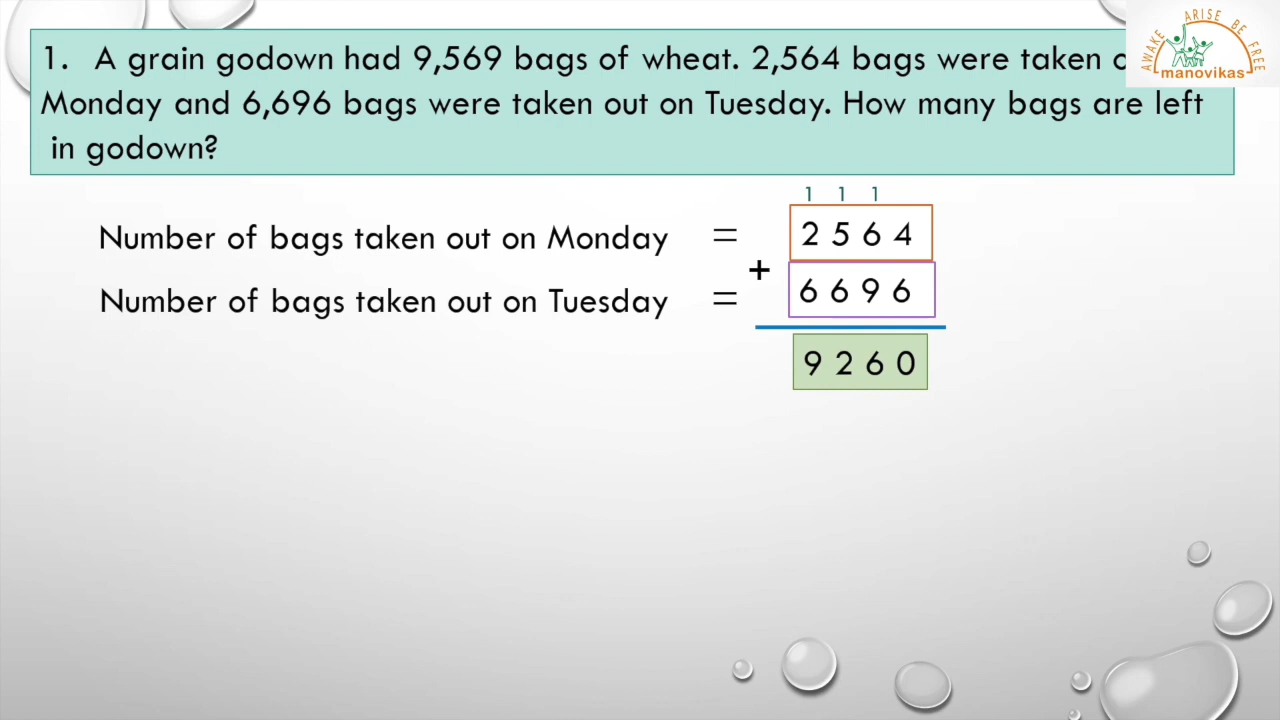 AWAKE ARISE BE FREE
manovikas
1. A grain godown had 9,569 bags of wheat. 2,564 bags were taken
Monday and 6,696 bags were taken out on Tuesday. How many bags are left
in godown?
1 1 1
Number of bags taken out on Monday = 2 5 6 4
+
Number of bags taken out on Tuesday = 6 6 9 6
9 2 6 0